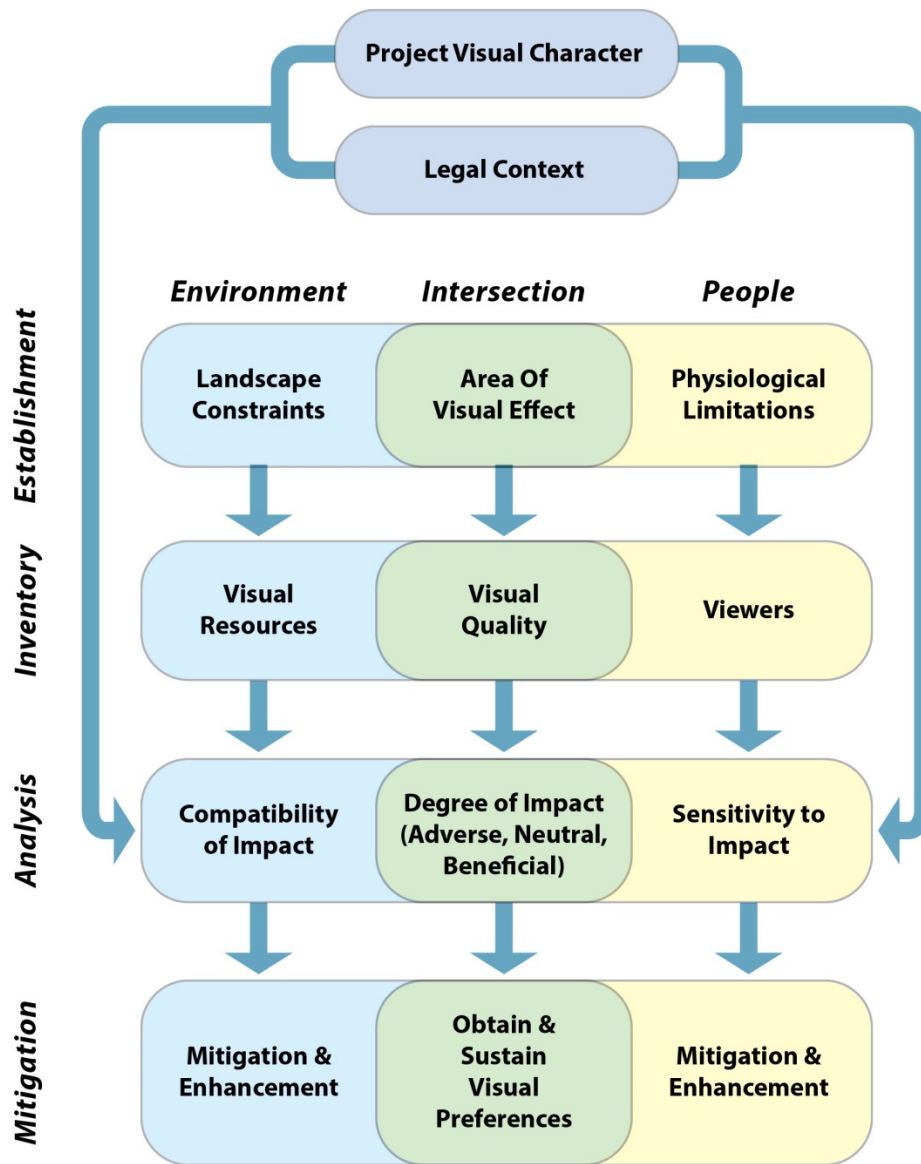 Project Visual Character
Legal Context
Environment
Intersection
People
Establishment
Landscape
Constraints
Area Of
Visual Effect
Physiological
Limitations
Inventory
Visual
Resources
Visual
Quality
Viewers
Analysis
Compatibility
of Impact
Degree of Impact
(Adverse, Neutral,
Beneficial)
Sensitivity to
Impact
Mitigation
Mitigation &
Enhancement
Obtain &
Sustain
Visual
Preferences
Mitigation &
Enhancement